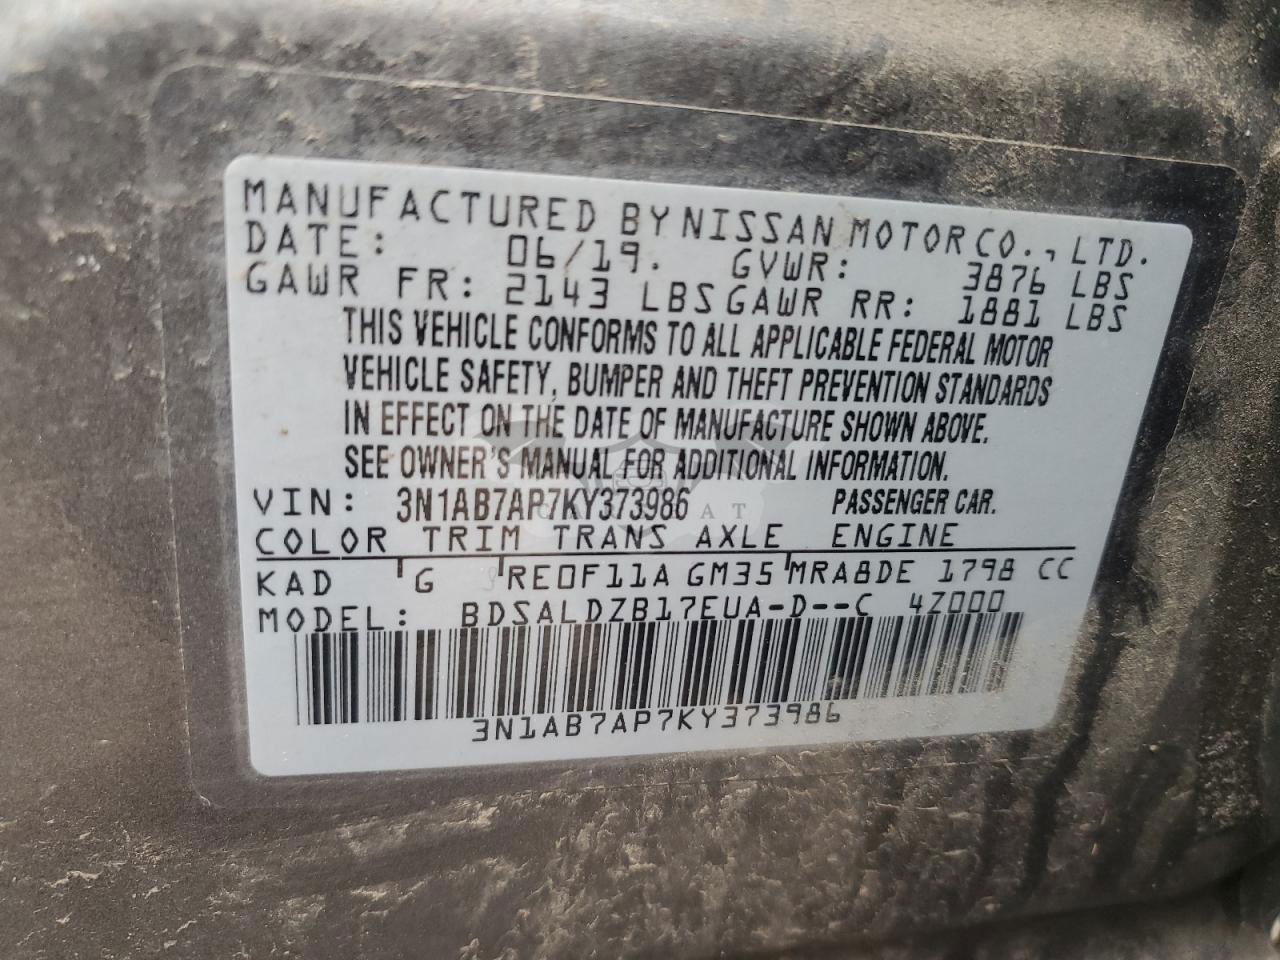 MANUFACTURED BY NISSAN MOTOR CO., LTD.
DATE: 06/19. GVWR: 3876 LBS
GAWR FR: 2143 LBS GAWR RR: 1881 LBS
THIS VEHICLE CONFORMS TO ALL APPLICABLE FEDERAL MOTOR
VEHICLE SAFETY, BUMPER AND THEFT PREVENTION STANDARDS
IN EFFECT ON THE DATE OF MANUFACTURE SHOWN ABOVE.
SEE OWNER'S MANUAL FOR ADDITIONAL INFORMATION.
VIN: 3N1AB7AP7KY373986 PASSENGER CAR.
COLOR TRIM TRANS AXLE ENGINE
KAD G RE0F11A GM35 MRA8DE 1798 CC
MODEL: BDSALDZB17EUA-D--C 4Z000
3N1AB7AP7KY373986